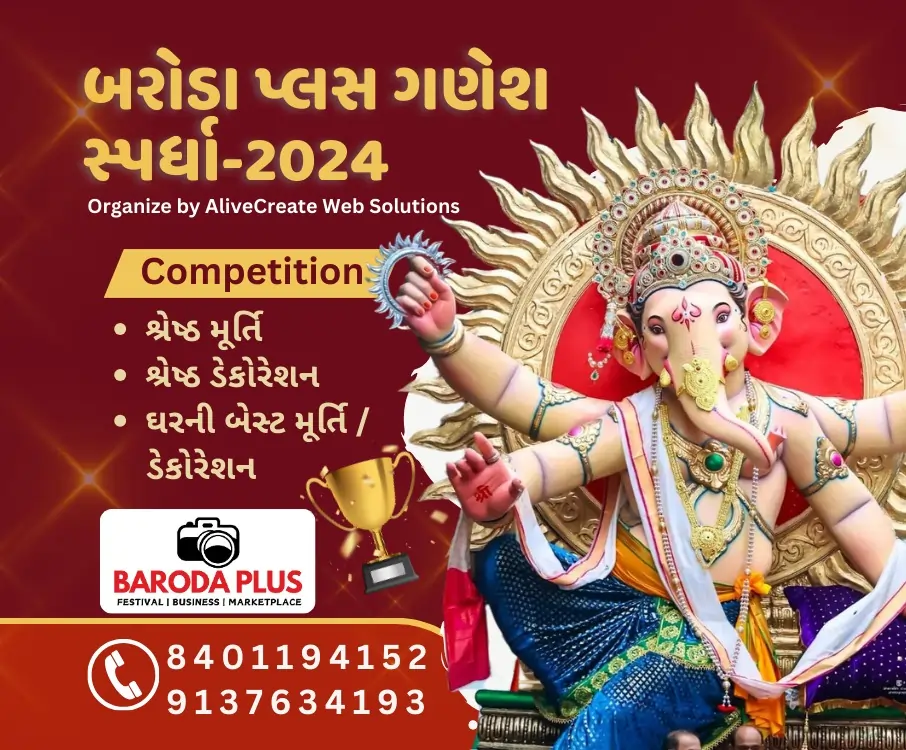 બરોડા પ્લસ ગણેશ
સ્પર્ધા-2024
Organize by AliveCreate Web Solutions
Competition
• શ્રેષ્ઠ મૂર્તિ
• શ્રેષ્ઠ ડેકોરેશન
• ઘરની બેસ્ટ મૂર્તિ /
ડેકોરેશન
BARODA PLUS
FESTIVAL | BUSINESS | MARKETPLACE
8401194152
9137634193
श्री